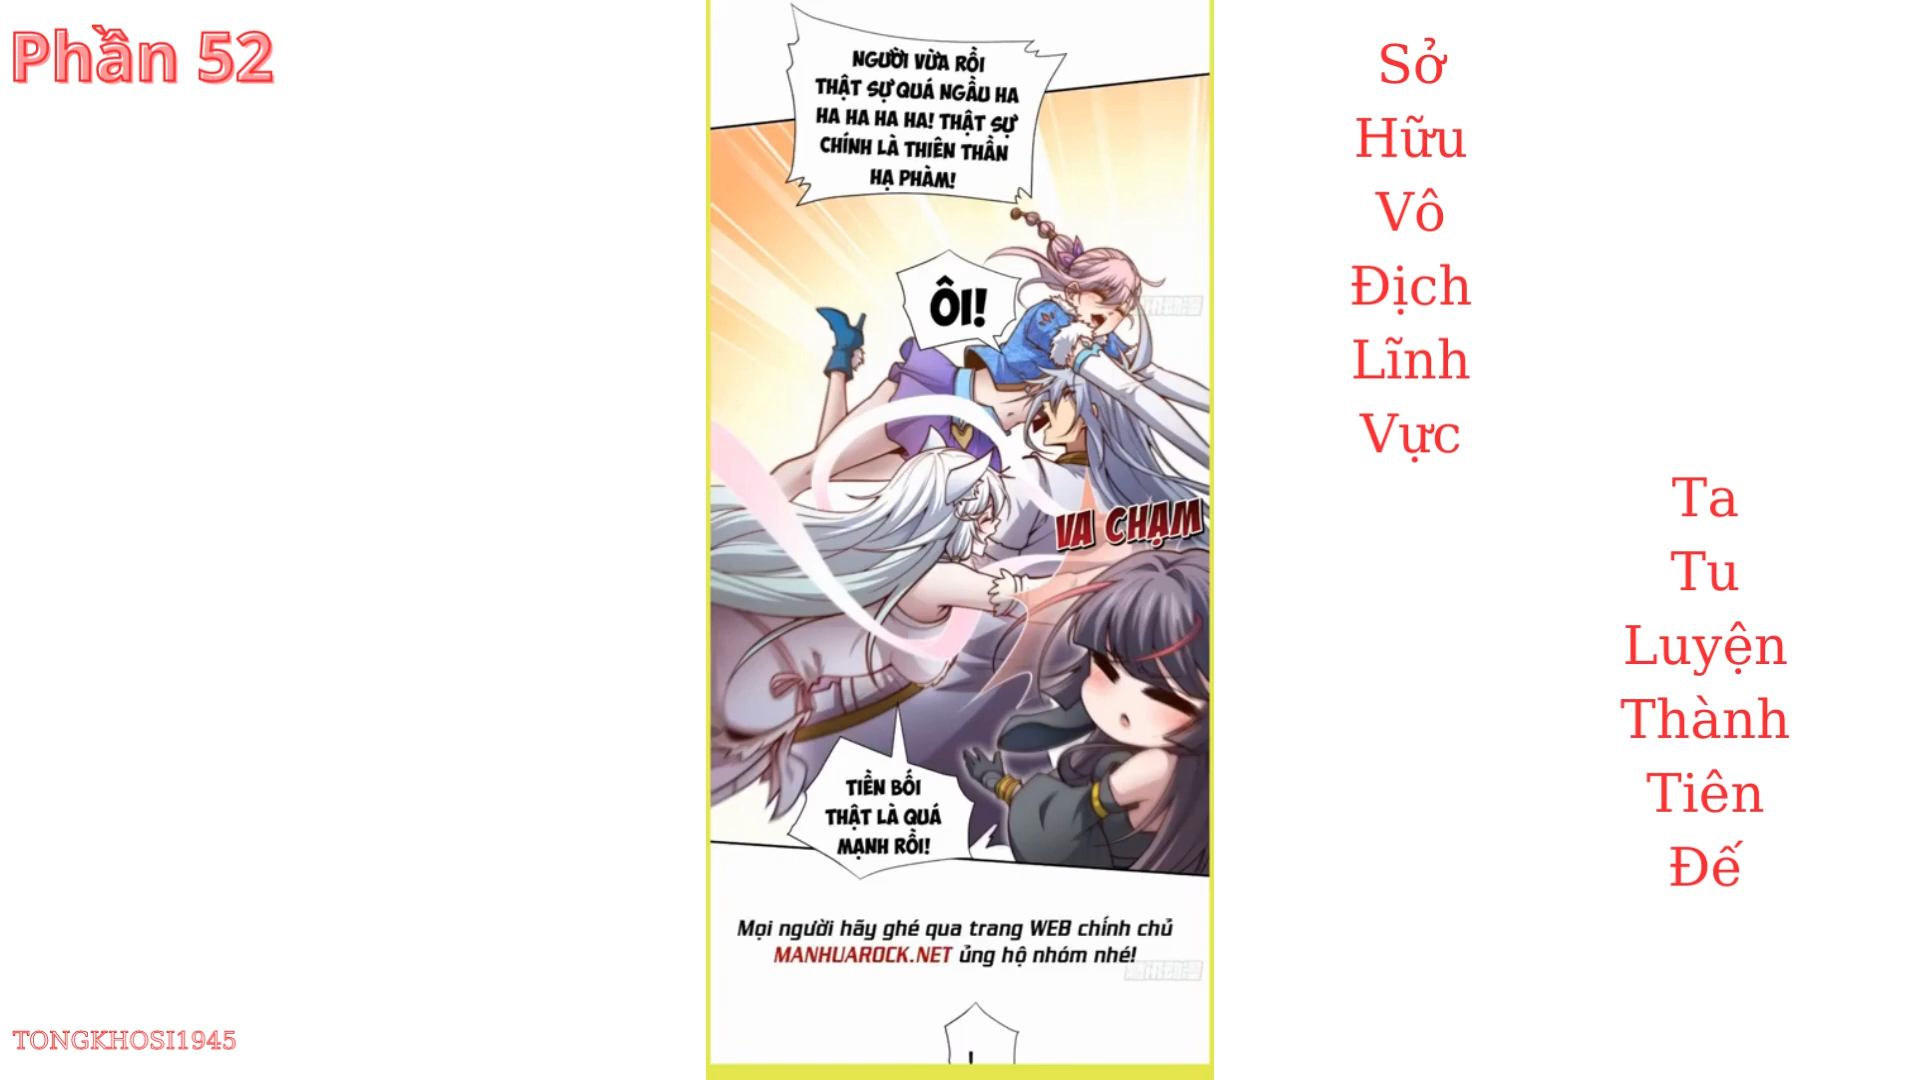 Phần 52
NGƯỜI VỪA RỒI
THẬT SỰ QUÁ NGẦU HA
HA HA HA HA! THẬT SỰ
CHÍNH LÀ THIÊN THẦN
HẠ PHÀM!
ÔI!
VA CHẠM
TIỀN BỐI
THẬT LÀ QUÁ
MẠNH RỒI!
Mọi người hãy ghé qua trang WEB chính chủ
MANHUAROCK.NET ủng hộ nhóm nhé!
!
Sở
Hữu
Vô
Địch
Lĩnh
Vực
Ta
Tu
Luyện
Thành
Tiên
Đế
TONGKHOSI1945